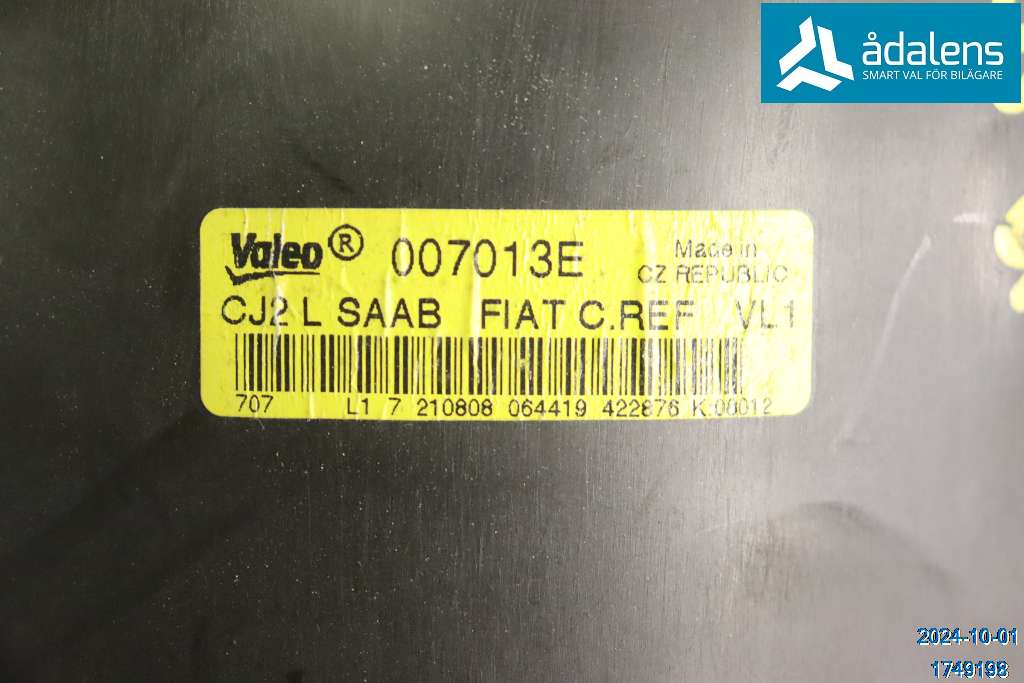 ådalens
SMART VAL FÖR BILÄGARE
Valeo® 007013E Made in
CZ REPUBLIC
CJ2 L SAAB FIAT C.REF VL1
707 L1 7 210808 064419 422876 K 08012
2024-10-01
1749198